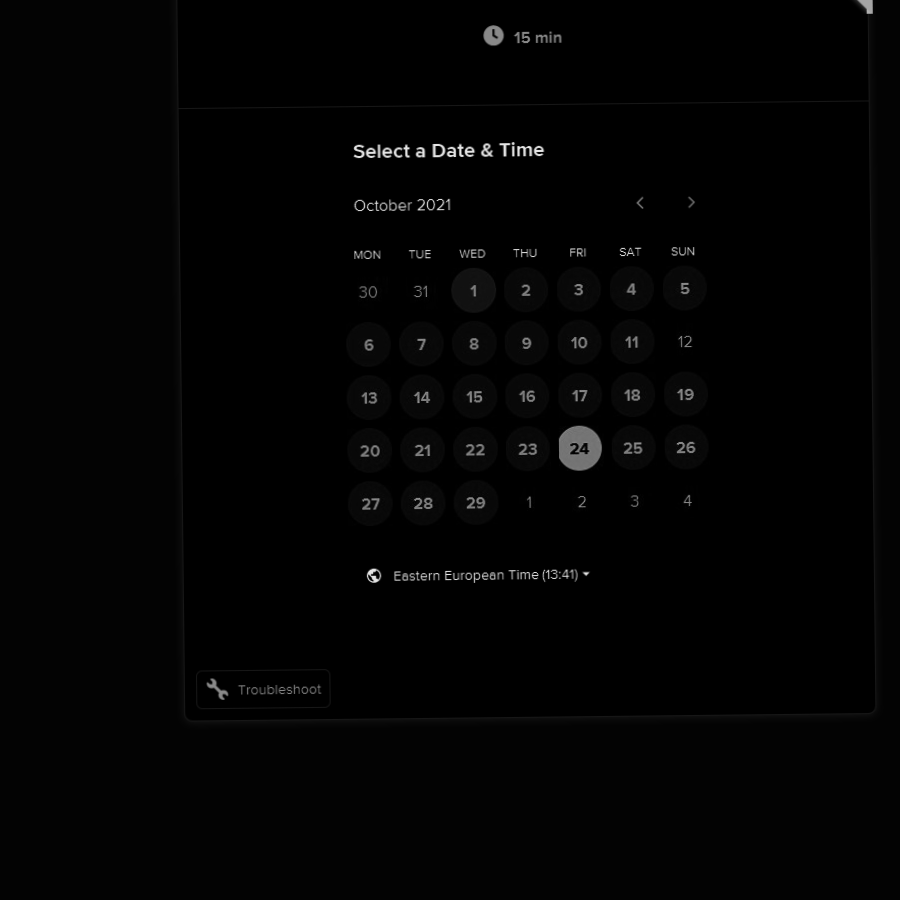 15 min
Select a Date & Time
October 2021
MON TUE WED THU FRI SAT SUN
30 31 1 2 3 4 5
6 7 8 9 10 11 12
13 14 15 16 17 18 19
20 21 22 23 24 25 26
27 28 29 1 2 3 4
Eastern European Time (13:41)
Troubleshoot